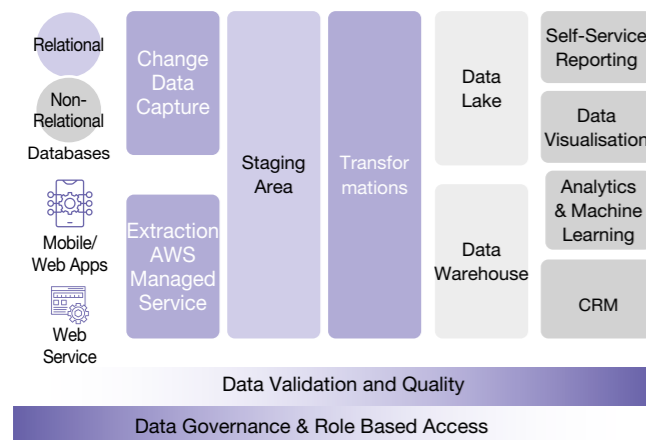 Relational
Non-
Relational
Databases
Mobile/
Web Apps
Web
Service
Change
Data
Capture
Extraction
AWS
Managed
Service
Staging
Area
Transfor
mations
Data
Lake
Data
Warehouse
Self-Service
Reporting
Data
Visualisation
Analytics
& Machine
Learning
CRM
Data Validation and Quality
Data Governance & Role Based Access